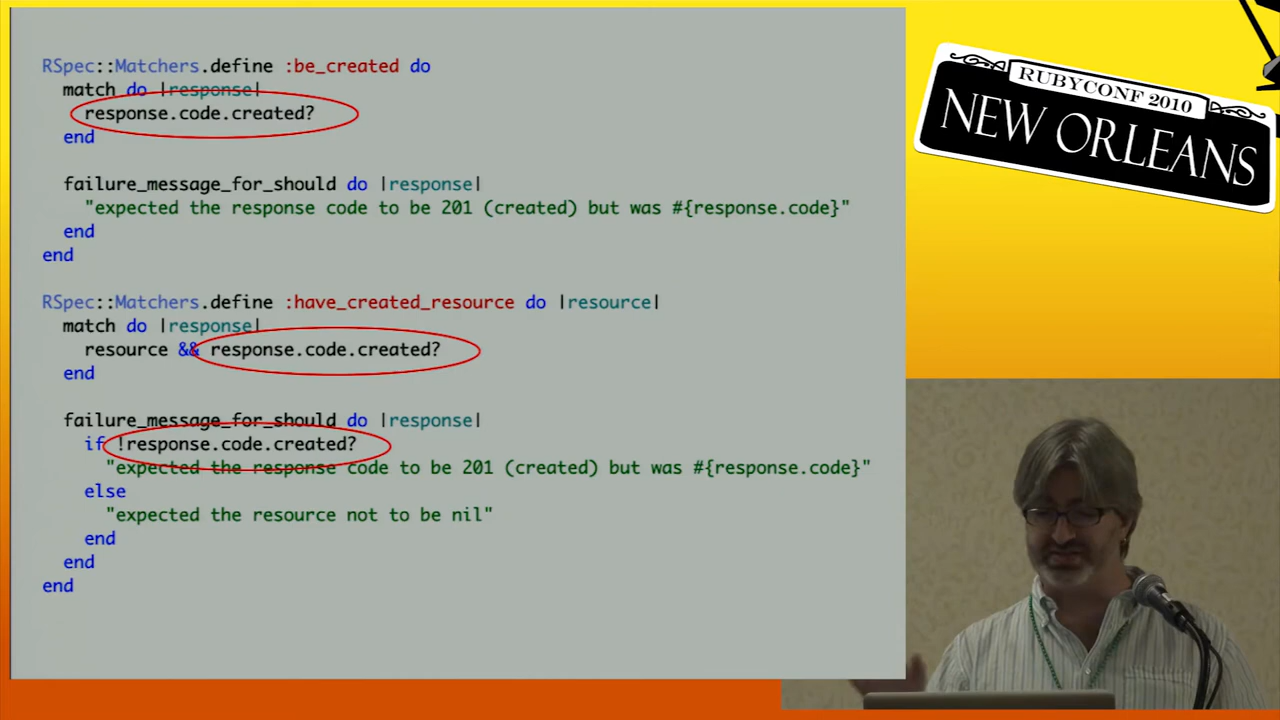 RSpec::Matchers.define :be_created do
match do |response|
response.code.created?
end
failure_message_for_should do |response|
"expected the response code to be 201 (created) but was #{response.code}"
end
end
RSpec::Matchers.define :have_created_resource do |resource|
match do |response|
resource && response.code.created?
end
failure_message_for_should do |response|
if !response.code.created?
"expected the response code to be 201 (created) but was #{response.code}"
else
"expected the resource not to be nil"
end
end
end
RUBYCONF 2010
NEW ORLEANS